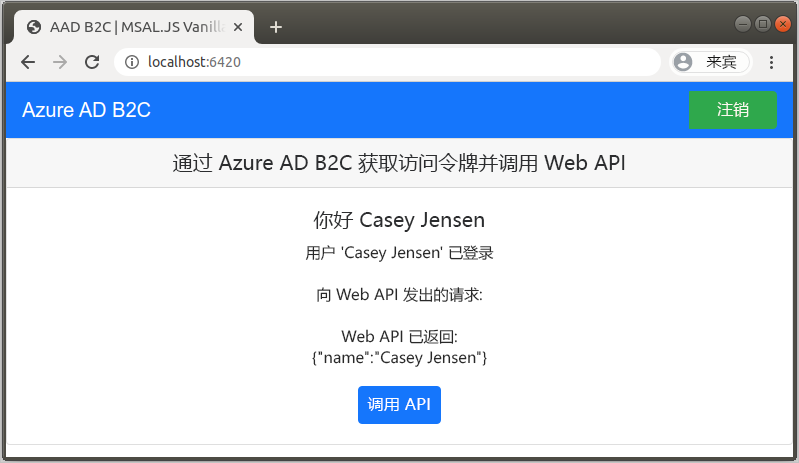 AAD B2C | MSAL.JS Vanill
localhost:6420
来宾
Azure AD B2C
注销
通过 Azure AD B2C 获取访问令牌并调用 Web API
你好 Casey Jensen
用户 'Casey Jensen' 已登录
向 Web API 发出的请求:
Web API 已返回:
{"name":"Casey Jensen"}
调用 API